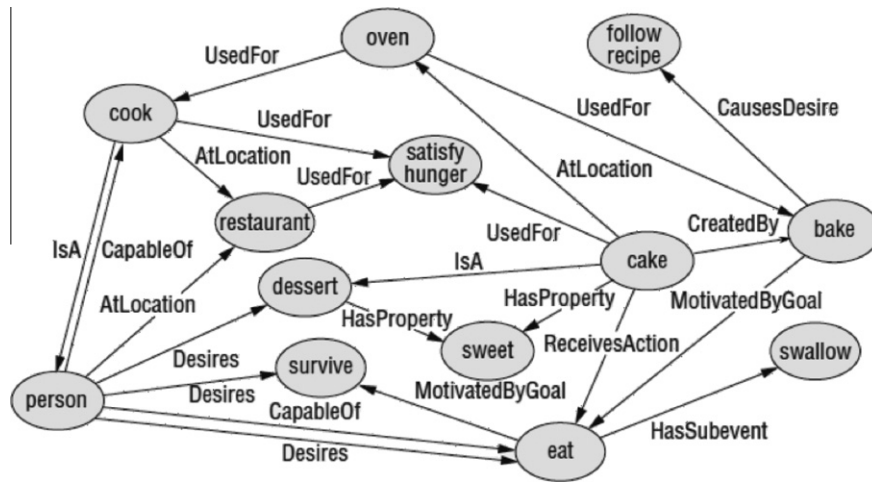 oven
follow
recipe
UsedFor
cook
UsedFor
UsedFor
CausesDesire
AtLocation
satisfy
hunger
AtLocation
UsedFor
restaurant
CreatedBy
bake
UsedFor
IsA
CapableOf
IsA
cake
dessert
HasProperty
MotivatedByGoal
AtLocation
HasProperty
sweet
ReceivesAction
swallow
Desires
survive
Desires
MotivatedByGoal
person
CapableOf
HasSubevent
eat
Desires